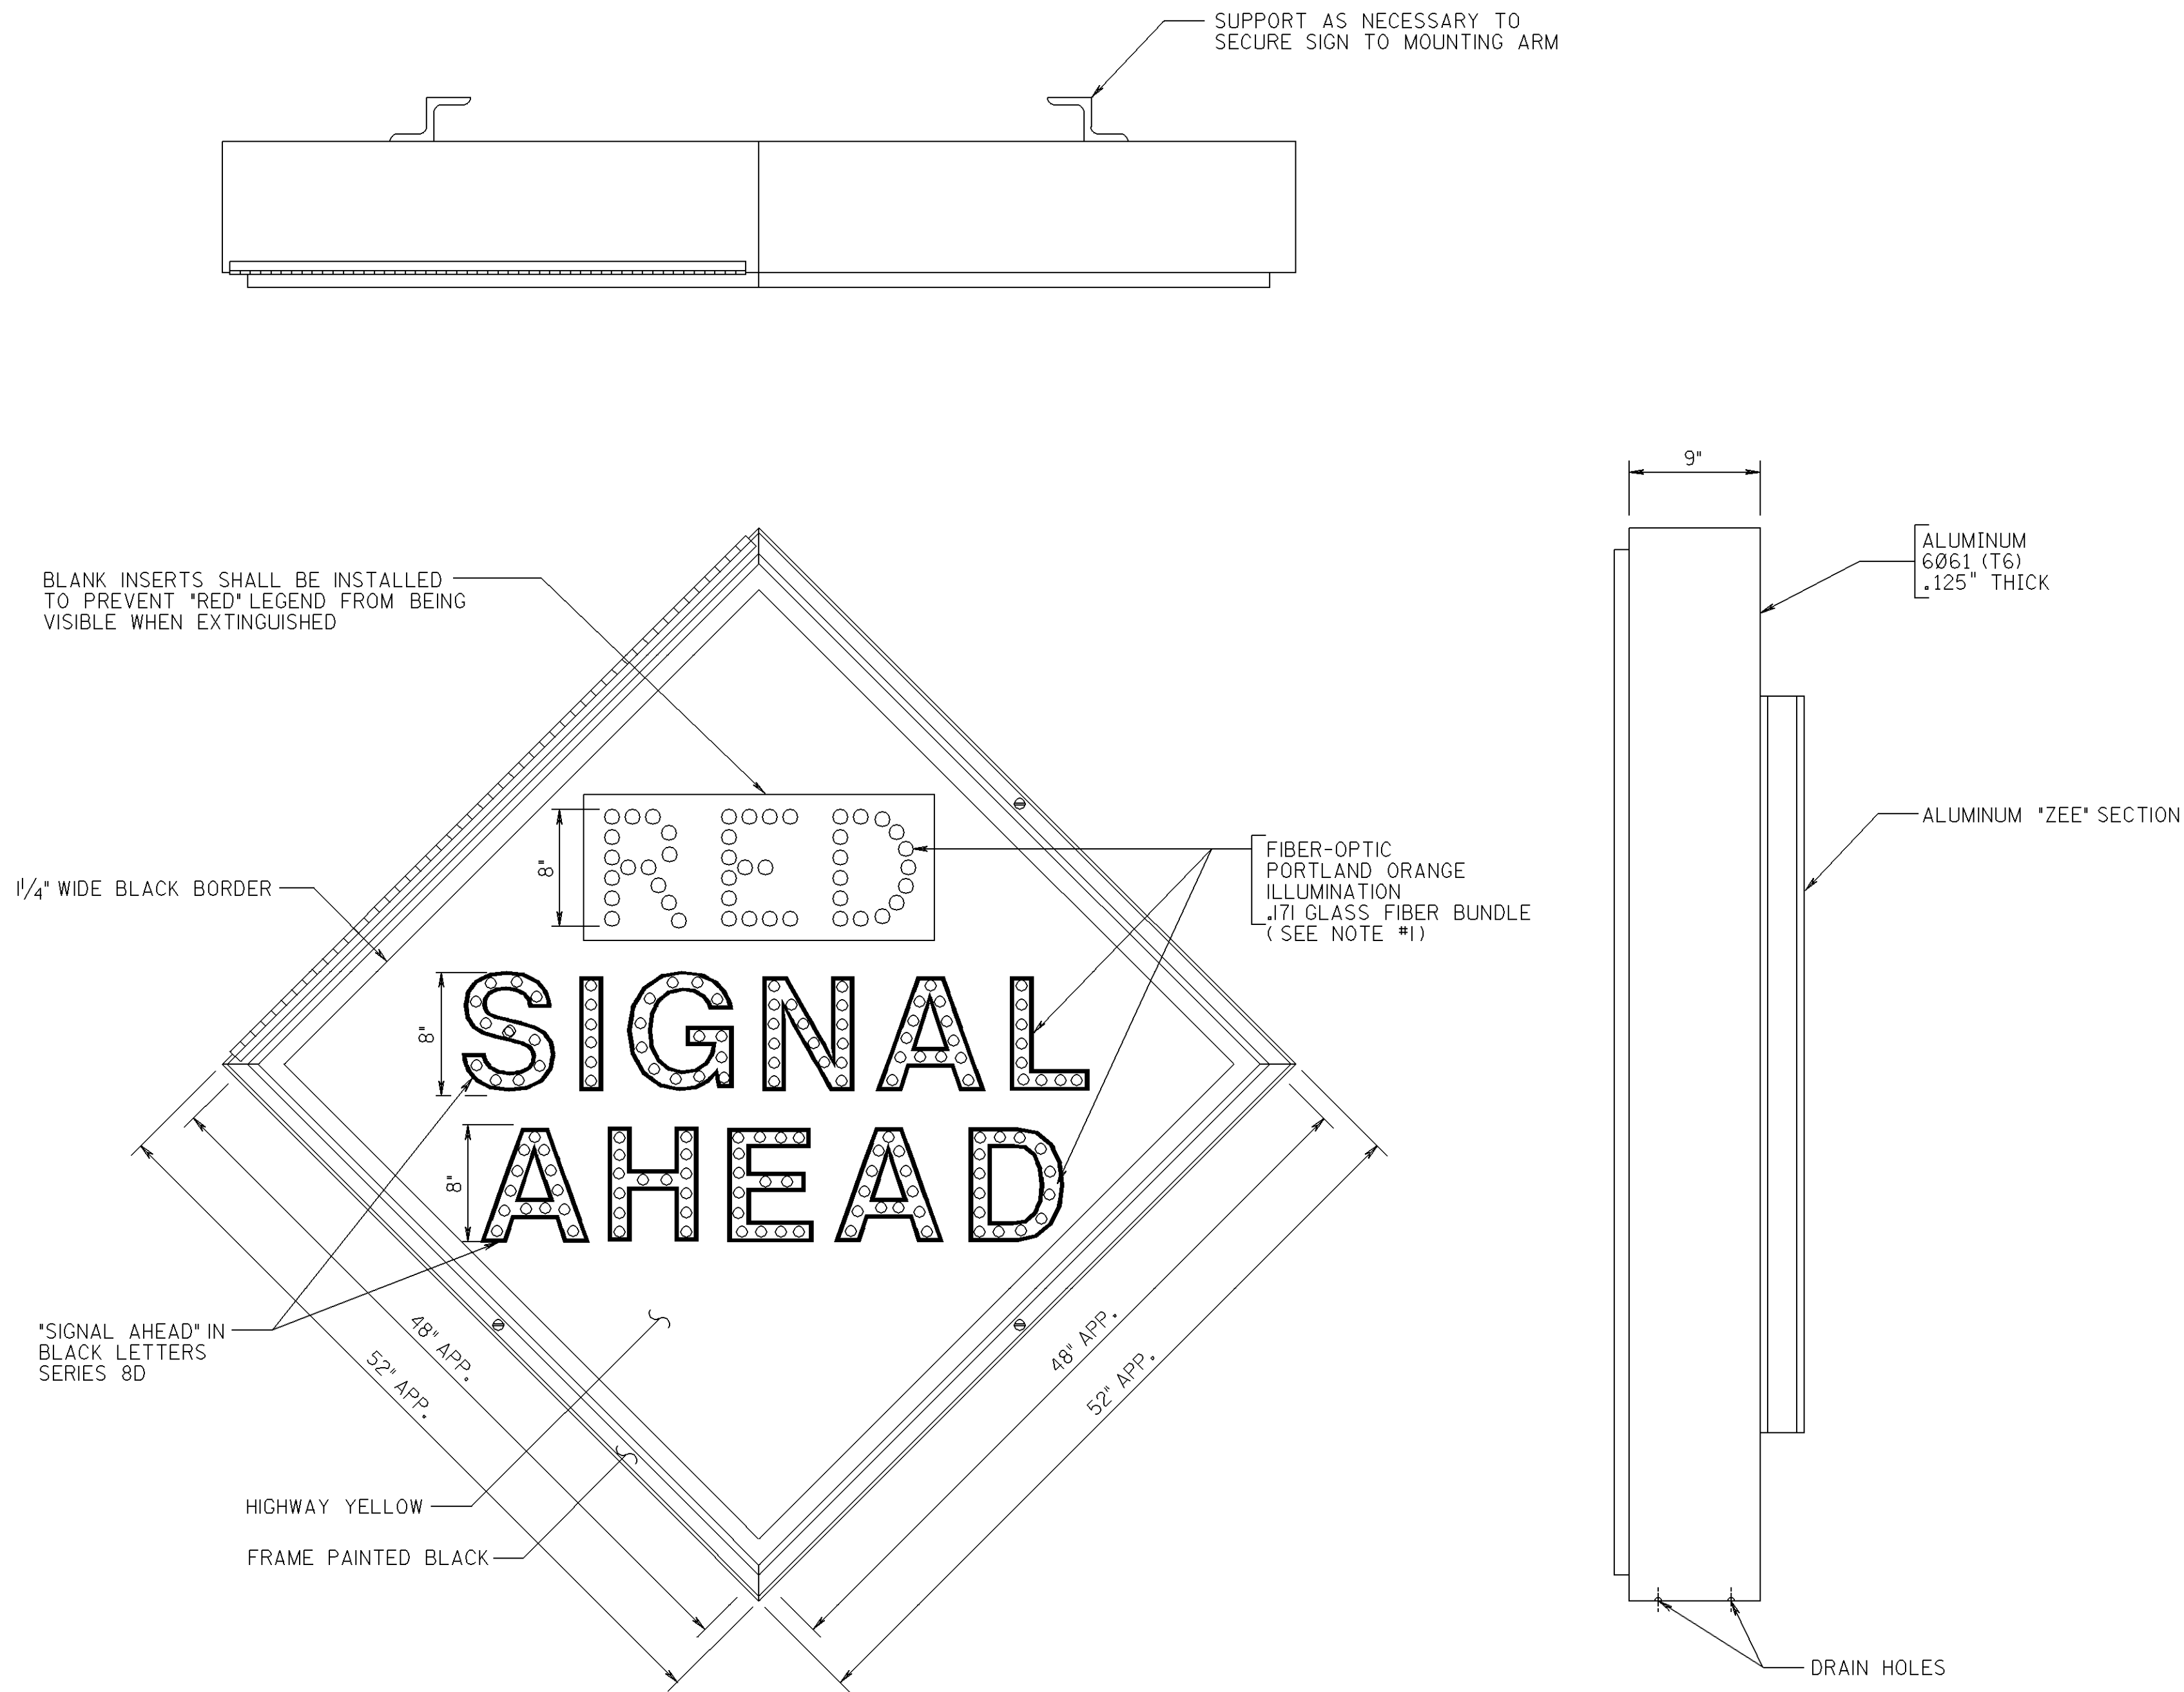 SUPPORT AS NECESSARY TO
SECURE SIGN TO MOUNTING ARM
9"
ALUMINUM
6Ø61 (T6)
.125" THICK
BLANK INSERTS SHALL BE INSTALLED
TO PREVENT "RED" LEGEND FROM BEING
VISIBLE WHEN EXTINGUISHED
ALUMINUM "ZEE" SECTION
8"
RED
FIBER-OPTIC
PORTLAND ORANGE
ILLUMINATION
.171 GLASS FIBER BUNDLE
( SEE NOTE #1)
1 1/4" WIDE BLACK BORDER
8"
SIGNAL
8"
AHEAD
"SIGNAL AHEAD" IN
BLACK LETTERS
SERIES 8D
48" APP.
52" APP.
48" APP.
52" APP.
HIGHWAY YELLOW
FRAME PAINTED BLACK
DRAIN HOLES